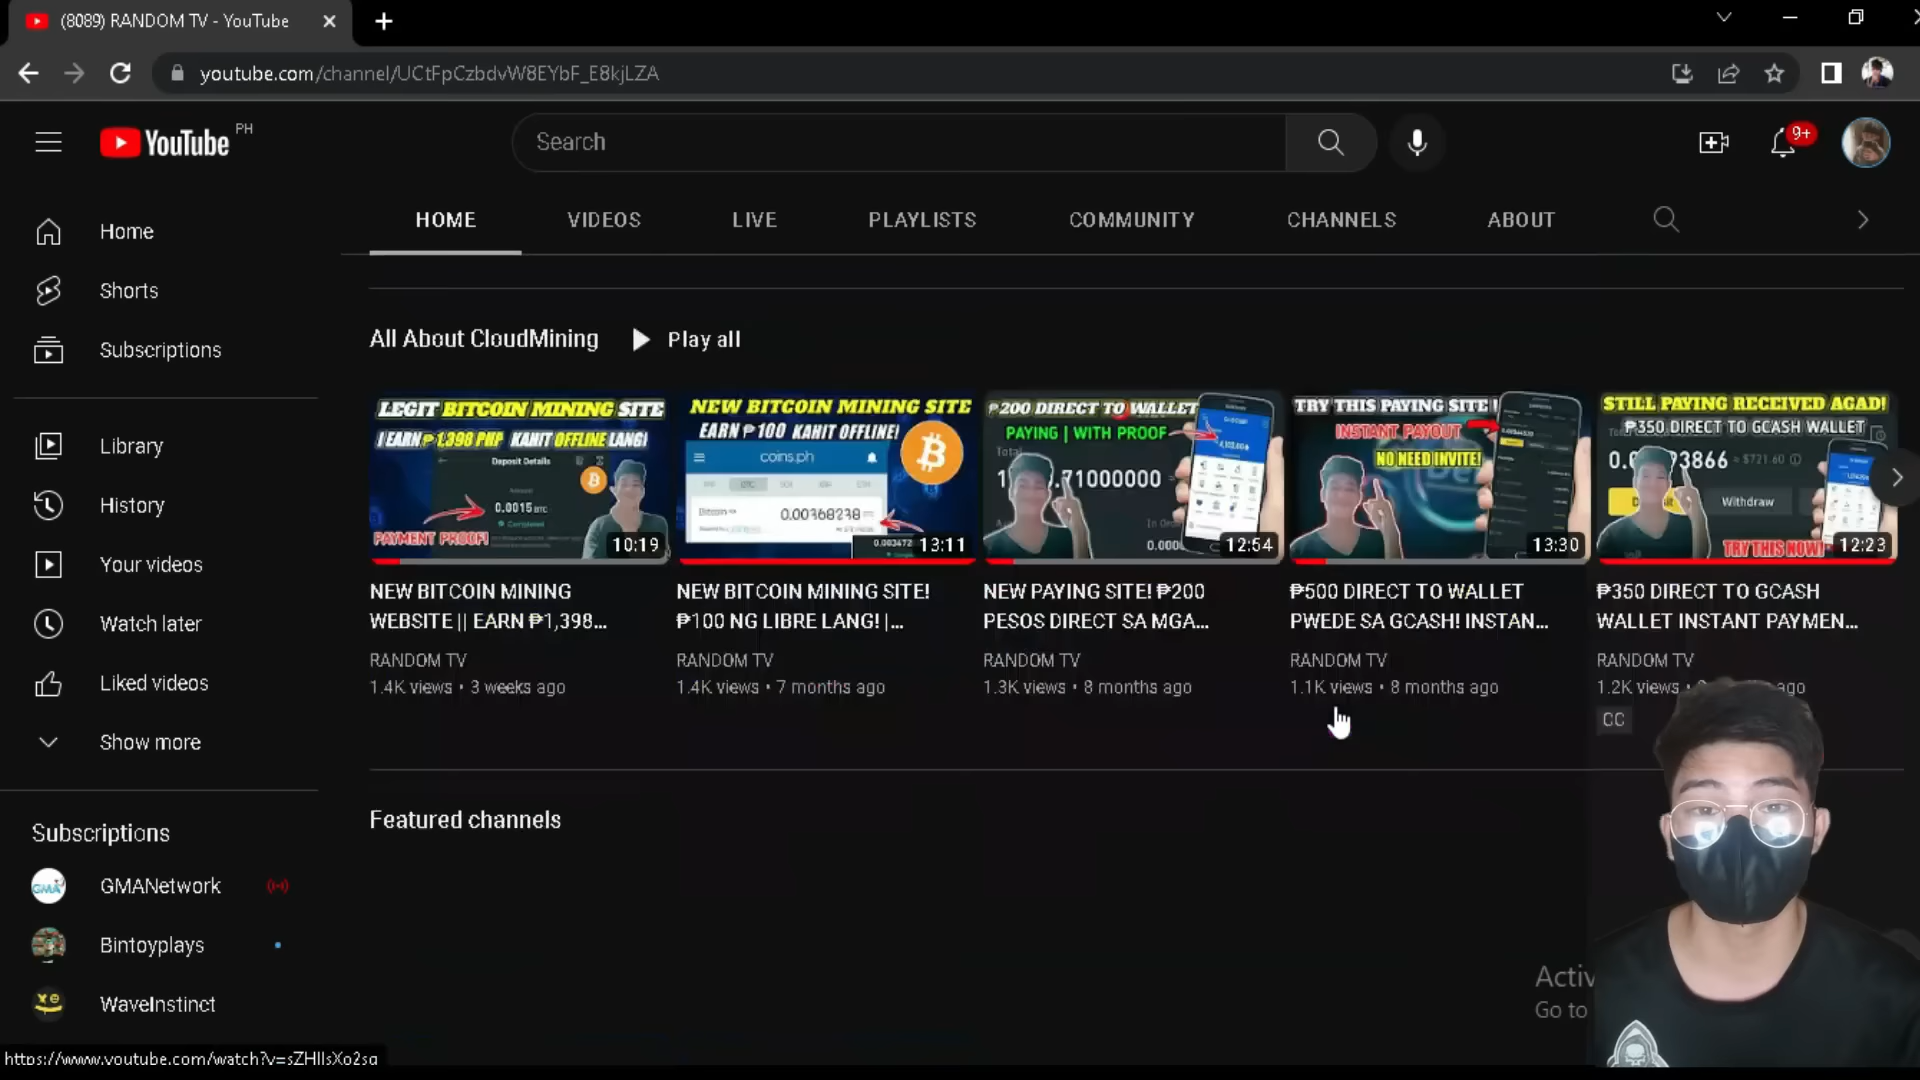 (8089) RANDOM TV - YouTube
youtube.com/channel/UCtFpCzbdvW8EYbF_E8kjLZA
YouTube PH
Search
9+
HOME VIDEOS LIVE PLAYLISTS COMMUNITY CHANNELS ABOUT
Home
Shorts
Subscriptions
Library
History
Your videos
Watch later
Liked videos
Show more
Subscriptions
GMANetwork
Bintoyplays
WaveInstinct
All About CloudMining Play all
LEGIT BITCOIN MINING SITE
I EARN ₱1,398 PHP KAHIT OFFLINE LANG!
Deposit Details
0.0015 BTC
Completed
PAYMENT PROOF!
10:19
NEW BITCOIN MINING
WEBSITE || EARN ₱1,398...
RANDOM TV
1.4K views • 3 weeks ago
NEW BITCOIN MINING SITE
EARN ₱100 KAHIT OFFLINE!
coins.ph
BTC
0.00368238
13:11
NEW BITCOIN MINING SITE!
₱100 NG LIBRE LANG! |...
RANDOM TV
1.4K views • 7 months ago
₱200 DIRECT TO WALLET
PAYING | WITH PROOF
Total
.71000000
12:54
NEW PAYING SITE! ₱200
PESOS DIRECT SA MGA...
RANDOM TV
1.3K views • 8 months ago
TRY THIS PAYING SITE!
INSTANT PAYOUT
NO NEED INVITE!
13:30
₱500 DIRECT TO WALLET
PWEDE SA GCASH! INSTAN...
RANDOM TV
1.1K views • 8 months ago
STILL PAYING RECEIVED AGAD!
₱350 DIRECT TO GCASH WALLET
3866 ≈ $721.60
Withdraw
TRY THIS NOW!
12:23
₱350 DIRECT TO GCASH
WALLET INSTANT PAYMEN...
RANDOM TV
1.2K views • ago
CC
Featured channels
Activ
Go to
https://www.youtube.com/watch?v=sZHIIsXo2sg